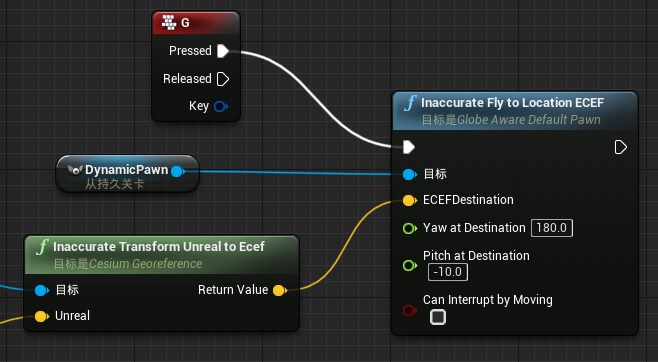 G
Pressed
Released
Key
DynamicPawn
从持久关卡
Inaccurate Transform Unreal to Ecef
目标是Cesium Georeference
目标
Return Value
Unreal
Inaccurate Fly to Location ECEF
目标是Globe Aware Default Pawn
目标
ECEFDestination
Yaw at Destination 180.0
Pitch at Destination
-10.0
Can Interrupt by Moving